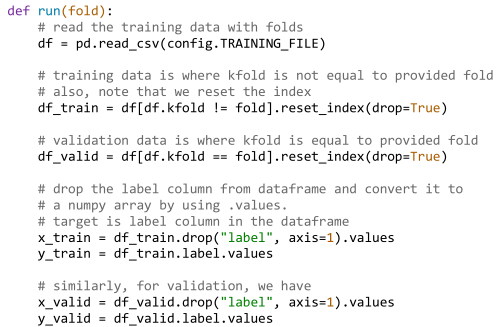 def run(fold):
    # read the training data with folds
    df = pd.read_csv(config.TRAINING_FILE)

    # training data is where kfold is not equal to provided fold
    # also, note that we reset the index
    df_train = df[df.kfold != fold].reset_index(drop=True)

    # validation data is where kfold is equal to provided fold
    df_valid = df[df.kfold == fold].reset_index(drop=True)

    # drop the label column from dataframe and convert it to
    # a numpy array by using .values.
    # target is label column in the dataframe
    x_train = df_train.drop("label", axis=1).values
    y_train = df_train.label.values

    # similarly, for validation, we have
    x_valid = df_valid.drop("label", axis=1).values
    y_valid = df_valid.label.values